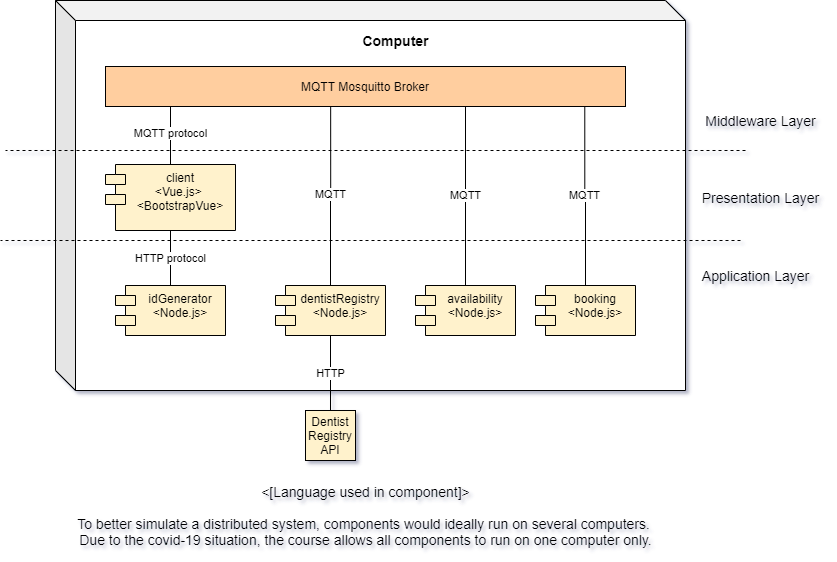 Computer
MQTT Mosquitto Broker
MQTT protocol
Middleware Layer
client
<Vue.js>
<BootstrapVue>
MQTT
MQTT
MQTT
Presentation Layer
HTTP protocol
Application Layer
idGenerator
<Node.js>
dentistRegistry
<Node.js>
availability
<Node.js>
booking
<Node.js>
HTTP
Dentist
Registry
API
<[Language used in component]>
To better simulate a distributed system, components would ideally run on several computers.
Due to the covid-19 situation, the course allows all components to run on one computer only.